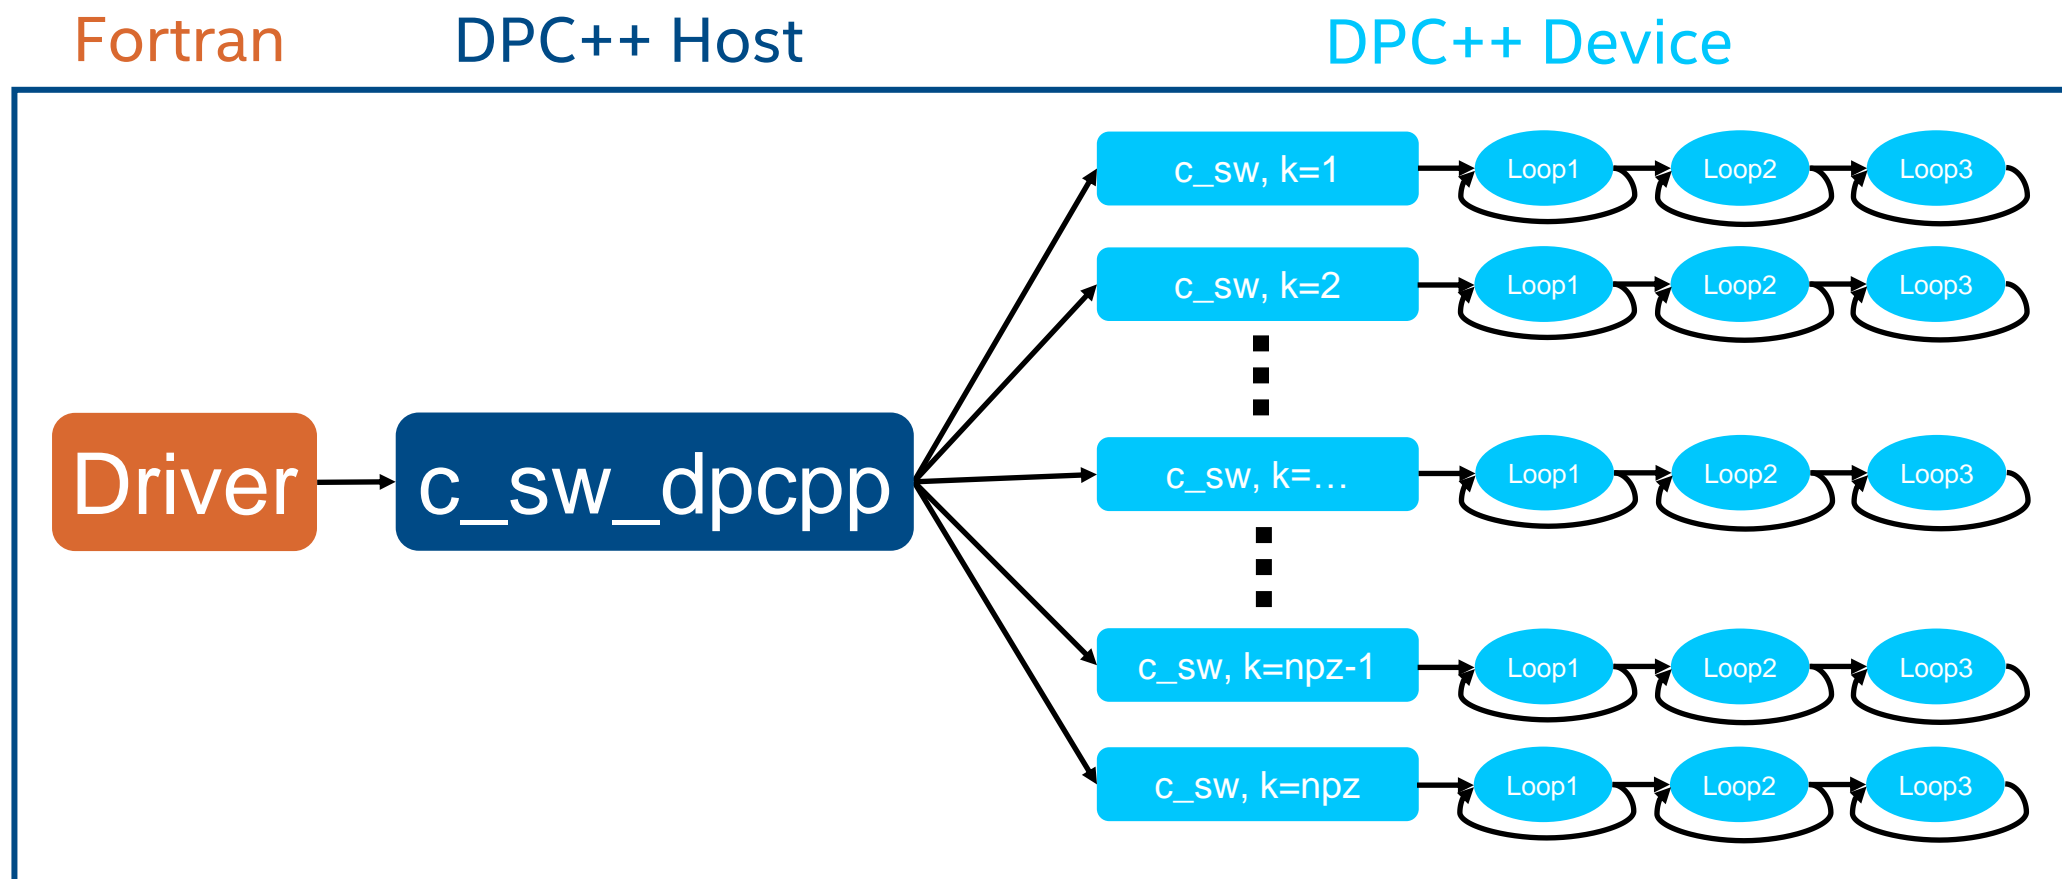 Fortran
DPC++ Host
DPC++ Device
c_sw, k=1
Loop1
Loop2
Loop3
c_sw, k=2
Loop1
Loop2
Loop3
Driver
c_sw_dpcpp
c_sw, k=...
Loop1
Loop2
Loop3
c_sw, k=npz-1
Loop1
Loop2
Loop3
c_sw, k=npz
Loop1
Loop2
Loop3